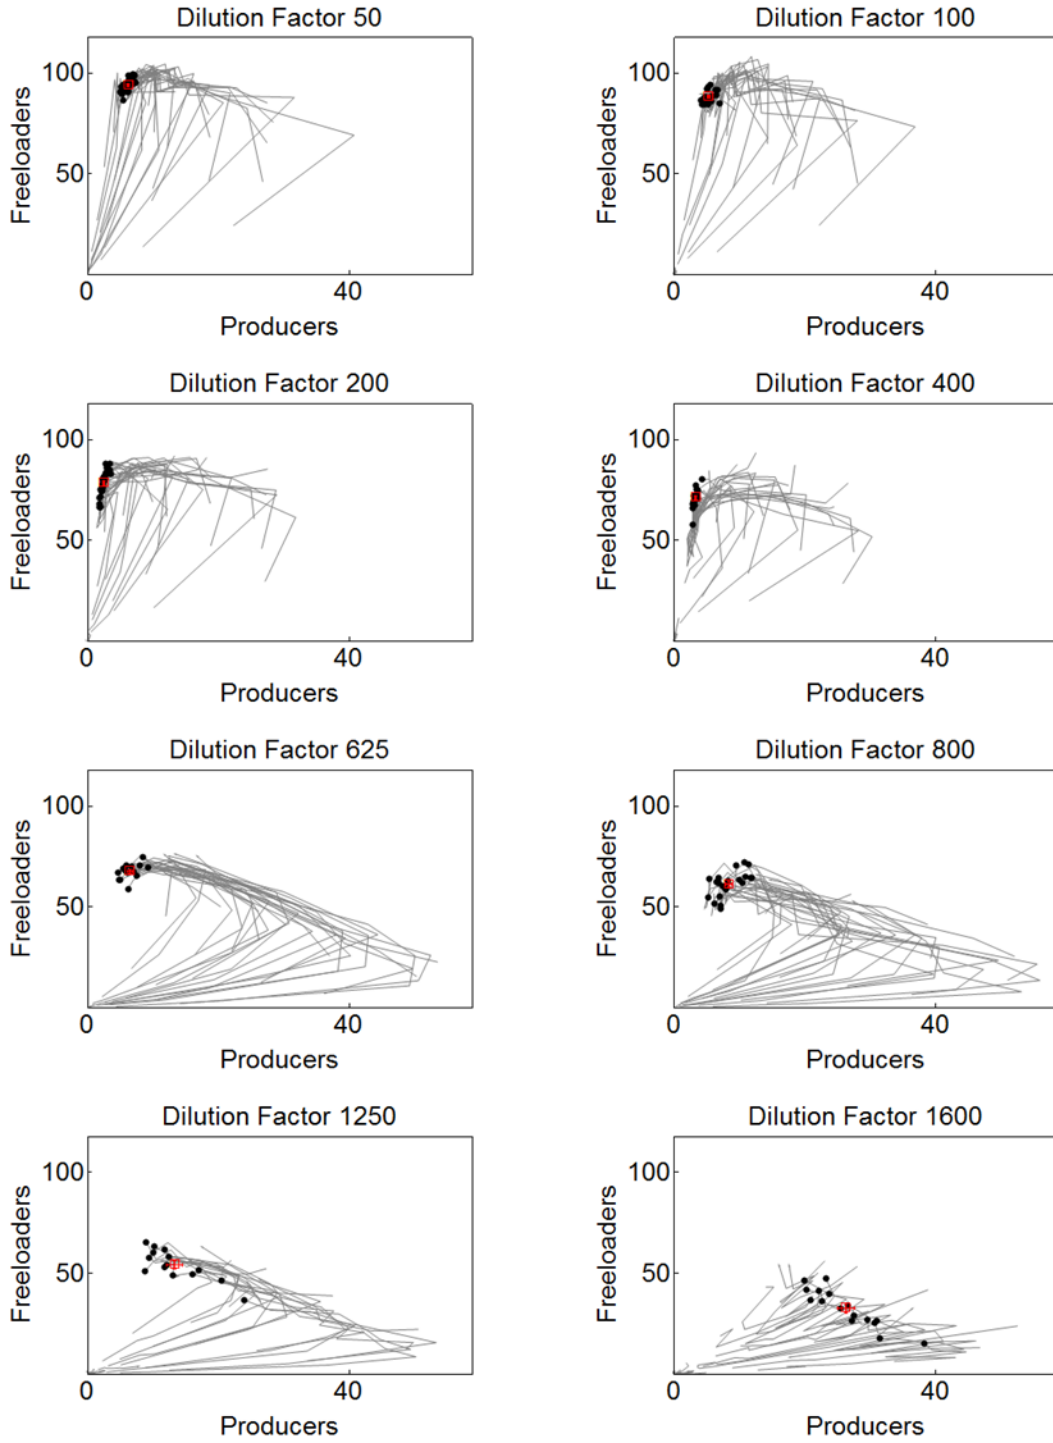 Dilution Factor 50
100
50
Freeloaders
0
40
Producers
Dilution Factor 100
100
50
Freeloaders
0
40
Producers
Dilution Factor 200
100
50
Freeloaders
0
40
Producers
Dilution Factor 400
100
50
Freeloaders
0
40
Producers
Dilution Factor 625
100
50
Freeloaders
0
40
Producers
Dilution Factor 800
100
50
Freeloaders
0
40
Producers
Dilution Factor 1250
100
50
Freeloaders
0
40
Producers
Dilution Factor 1600
100
50
Freeloaders
0
40
Producers